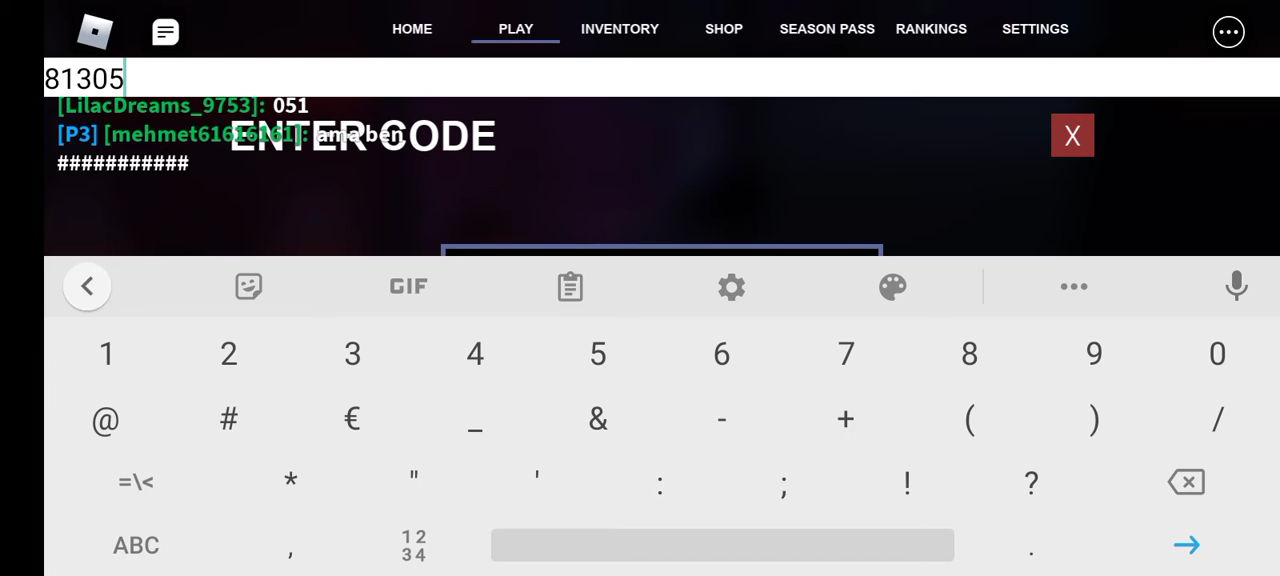 HOME PLAY INVENTORY SHOP SEASON PASS RANKINGS SETTINGS
81305
[LilacDreams_9753]: 051
[P3] [mehmet61616161]: ama ben
ENTER CODE
X
###########
GIF
1 2 3 4 5 6 7 8 9 0
@ # € _ & - + ( ) /
=\< * " ' : ; ! ?
ABC , 12 34 .